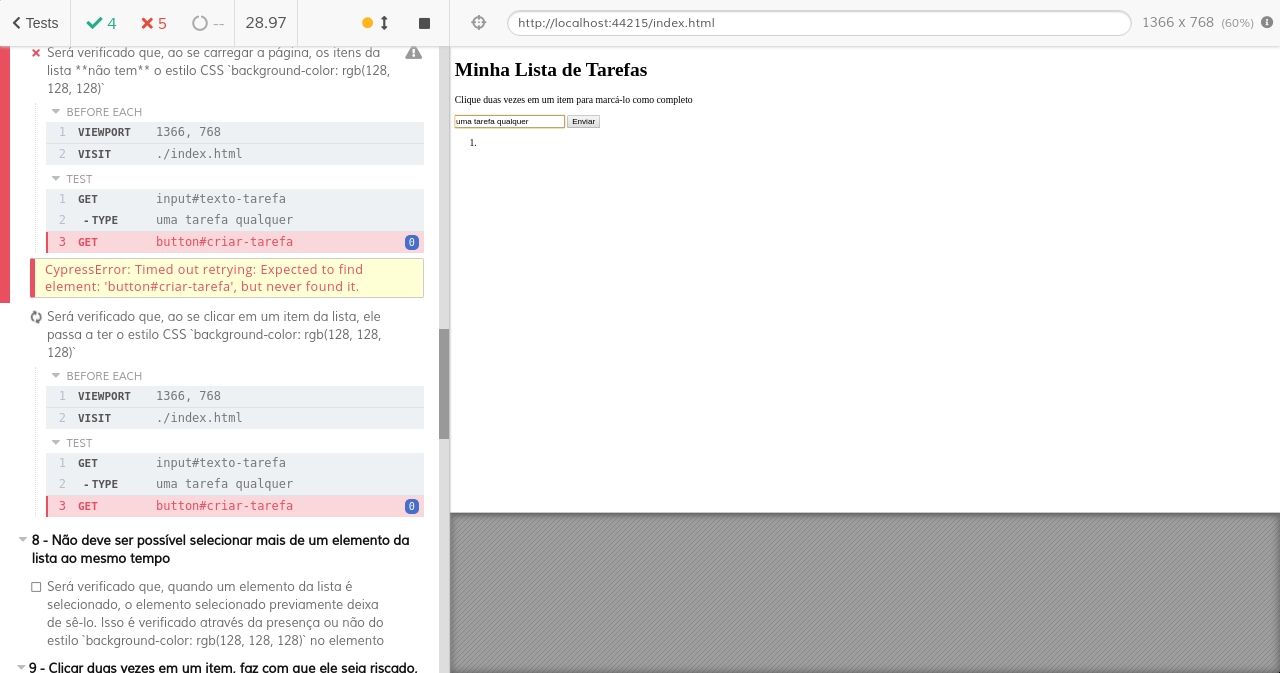 Tests
4
5
--
28.97
http://localhost:44215/index.html
1366 x 768 (60%)
Será verificado que, ao se carregar a página, os itens da
lista **não tem** o estilo CSS `background-color: rgb(128,
128, 128)`
BEFORE EACH
1 VIEWPORT 1366, 768
2 VISIT ./index.html
TEST
1 GET input#texto-tarefa
2 - TYPE uma tarefa qualquer
3 GET button#criar-tarefa 0
CypressError: Timed out retrying: Expected to find
element: 'button#criar-tarefa', but never found it.
Será verificado que, ao se clicar em um item da lista, ele
passa a ter o estilo CSS `background-color: rgb(128, 128,
128)`
BEFORE EACH
1 VIEWPORT 1366, 768
2 VISIT ./index.html
TEST
1 GET input#texto-tarefa
2 - TYPE uma tarefa qualquer
3 GET button#criar-tarefa 0
8 - Não deve ser possível selecionar mais de um elemento da
lista ao mesmo tempo
Será verificado que, quando um elemento da lista é
selecionado, o elemento selecionado previamente deixa
de sê-lo. Isso é verificado através da presença ou não do
estilo `background-color: rgb(128, 128, 128)` no elemento
9 - Clicar duas vezes em um item, faz com que ele seja riscado,
Minha Lista de Tarefas
Clique duas vezes em um item para marcá-lo como completo
uma tarefa qualquer Enviar
1.